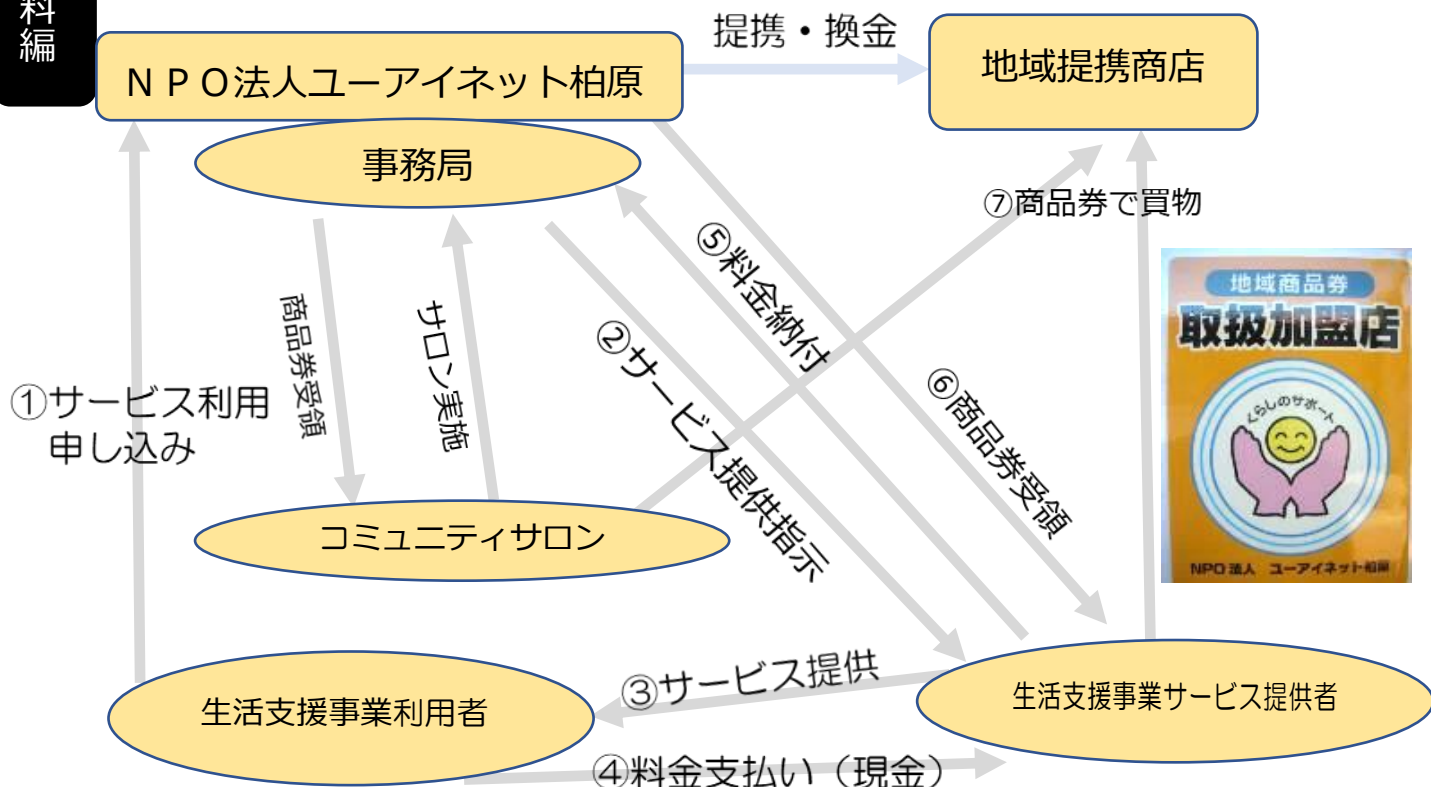 料編
提携・換金
ＮＰＯ法人ユーアイネット柏原
地域提携商店
事務局
⑦商品券で買物
⑤料金納付
商品券受領
サロン実施
②サービス提供指示
⑥商品券受領
①サービス利用
申し込み
コミュニティサロン
地域商品券
取扱加盟店
くらしのサポート
NPO法人 ユーアイネット柏原
③サービス提供
生活支援事業利用者
生活支援事業サービス提供者
④料金支払い（現金）